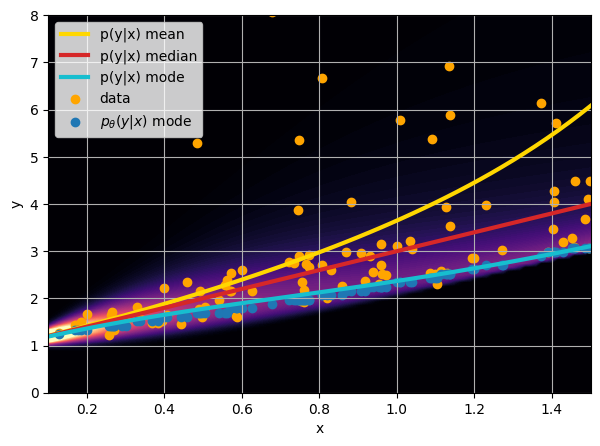 p(y|x) mean
p(y|x) median
p(y|x) mode
data
pθ(y|x) mode
8
7
6
5
4
3
2
1
0
y
0.2 0.4 0.6 0.8 1.0 1.2 1.4
x